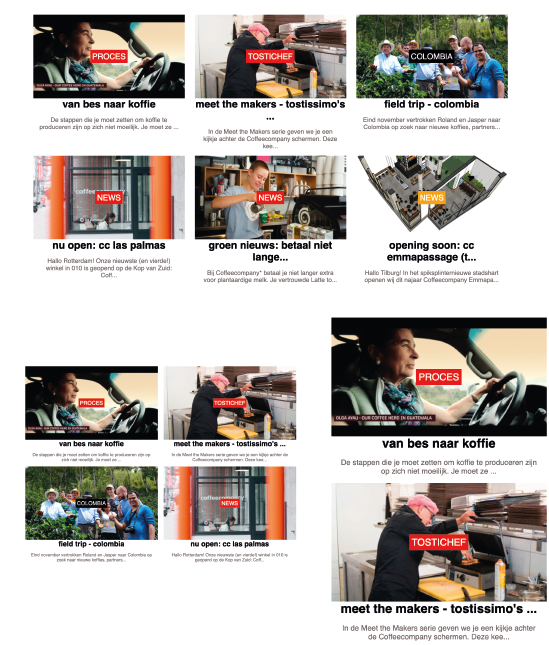 PROCES
OLGA AVAJ - OUR COFFEE HERO IN GUATEMALA
van bes naar koffie
De stappen die je moet zetten om koffie te
produceren zijn op zich niet moeilijk. Je moet ze ...
TOSTICHEF
meet the makers - tostissimo's
...
In de Meet the Makers serie geven we je een
kijkje achter de Coffeecompany schermen. Deze
kee...
COLOMBIA
field trip - colombia
Eind november vertrokken Roland en Jasper naar
Colombia op zoek naar nieuwe koffies, partners...
coffee
NEWS
nu open: cc las palmas
Hallo Rotterdam! Onze nieuwste (en vierde!)
winkel in 010 is geopend op de Kop van Zuid:
Coff...
NEWS
groen nieuws: betaal niet
lange...
Bij Coffeecompany* betaal je niet langer extra
voor plantaardige melk. Je vertrouwde Latte to...
NEWS
opening soon: cc
emmapassage (t...
Hallo Tilburg! In het spiksplinternieuwe stadshart
openen wij dit najaar Coffeecompany Emmapa...
PROCES
OLGA AVAJ - OUR COFFEE HERO IN GUATEMALA
van bes naar koffie
De stappen die je moet zetten om koffie te produceren zijn op
zich niet moeilijk. Je moet ze ...
TOSTICHEF
meet the makers - tostissimo's ...
In de Meet the Makers serie geven we je een kijkje achter de
Coffeecompany schermen. Deze kee...
COLOMBIA
field trip - colombia
Eind november vertrokken Roland en Jasper naar Colombia op
zoek naar nieuwe koffies, partners...
coffeecompany
NEWS
nu open: cc las palmas
Hallo Rotterdam! Onze nieuwste (en vierde!) winkel in 010 is
geopend op de Kop van Zuid: Coff...
PROCES
OLGA AVAJ - OUR COFFEE HERO IN GUATEMALA
van bes naar koffie
De stappen die je moet zetten om koffie te produceren zijn
op zich niet moeilijk. Je moet ze ...
TOSTICHEF
meet the makers - tostissimo's ...
In de Meet the Makers serie geven we je een kijkje achter
de Coffeecompany schermen. Deze kee...